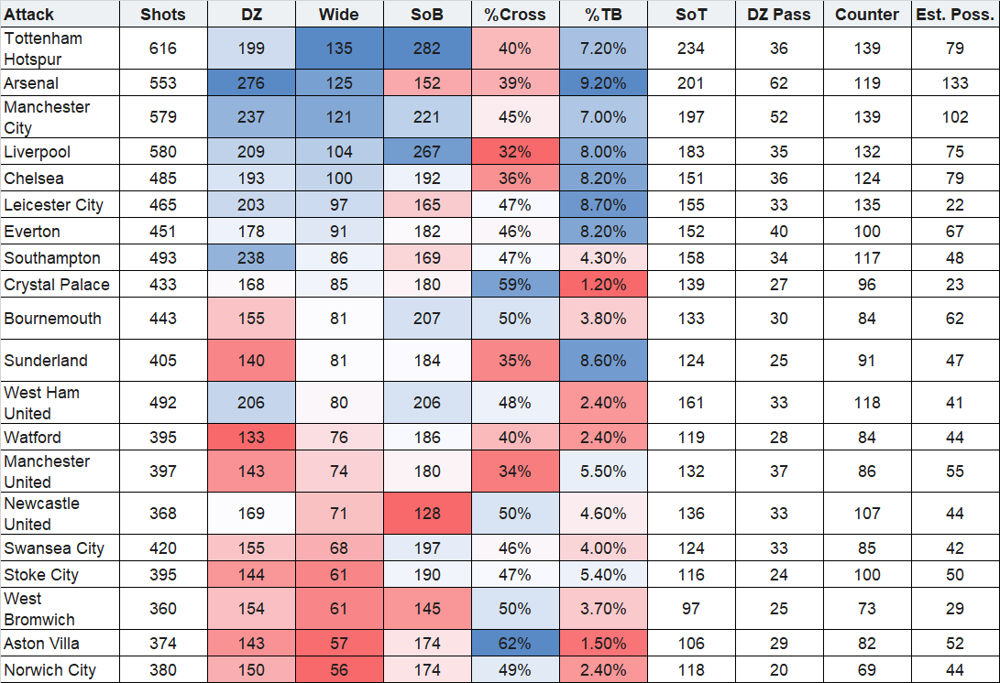 Attack Shots DZ Wide SoB %Cross %TB SoT DZ Pass Counter Est. Poss.
Tottenham
Hotspur 616 199 135 282 40% 7.20% 234 36 139 79
Arsenal 553 276 125 152 39% 9.20% 201 62 119 133
Manchester
City 579 237 121 221 45% 7.00% 197 52 139 102
Liverpool 580 209 104 267 32% 8.00% 183 35 132 75
Chelsea 485 193 100 192 36% 8.20% 151 36 124 79
Leicester City 465 203 97 165 47% 8.70% 155 33 135 22
Everton 451 178 91 182 46% 8.20% 152 40 100 67
Southampton 493 238 86 169 47% 4.30% 158 34 117 48
Crystal Palace 433 168 85 180 59% 1.20% 139 27 96 23
Bournemouth 443 155 81 207 50% 3.80% 133 30 84 62
Sunderland 405 140 81 184 35% 8.60% 124 25 91 47
West Ham
United 492 206 80 206 48% 2.40% 161 33 118 41
Watford 395 133 76 186 40% 2.40% 119 28 84 44
Manchester
United 397 143 74 180 34% 5.50% 132 37 86 55
Newcastle
United 368 169 71 128 50% 4.60% 136 33 107 44
Swansea City 420 155 68 197 46% 4.00% 124 33 85 42
Stoke City 395 144 61 190 47% 5.40% 116 24 100 50
West
Bromwich 360 154 61 145 50% 3.70% 97 25 73 29
Aston Villa 374 143 57 174 62% 1.50% 106 29 82 52
Norwich City 380 150 56 174 49% 2.40% 118 20 69 44